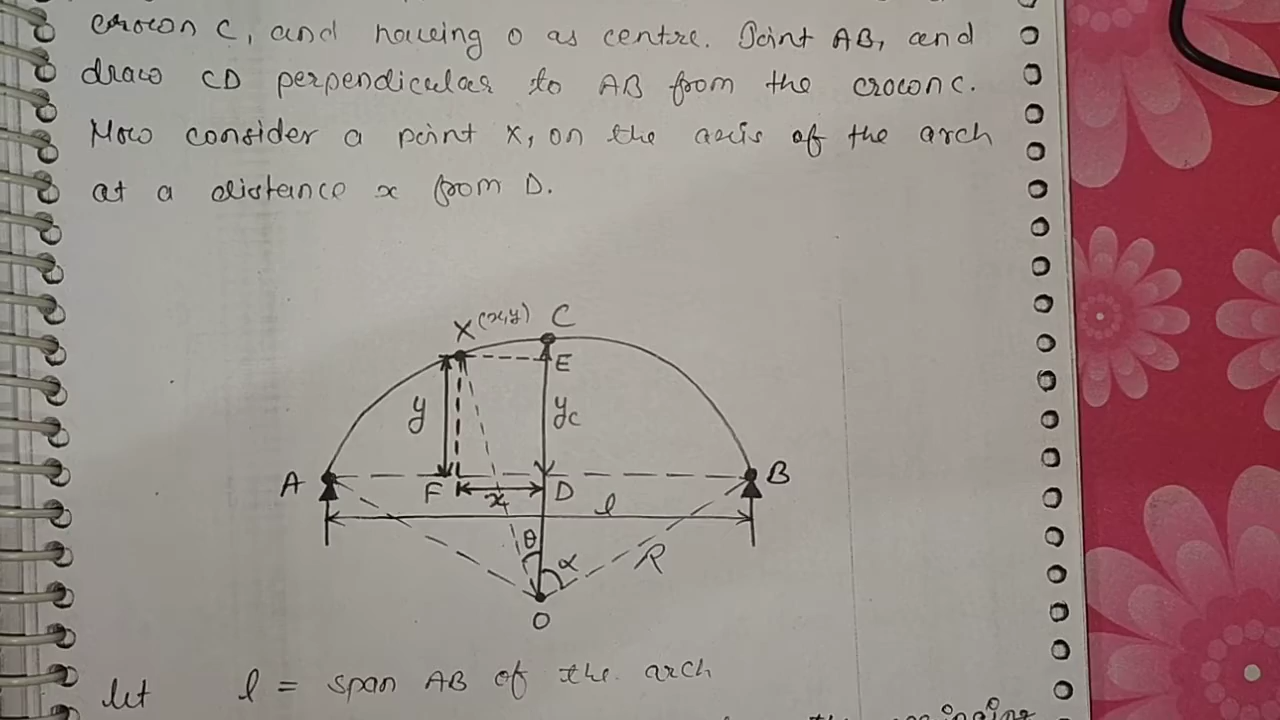 crown C, and having O as centre. Joint AB, and
draw CD perpendicular to AB from the crown C.
Now consider a point X, on the axis of the arch
at a distance x from D.
X (x,y) C
E
y yc
A F x D B
l
θ α R
O
Let l = span AB of the arch